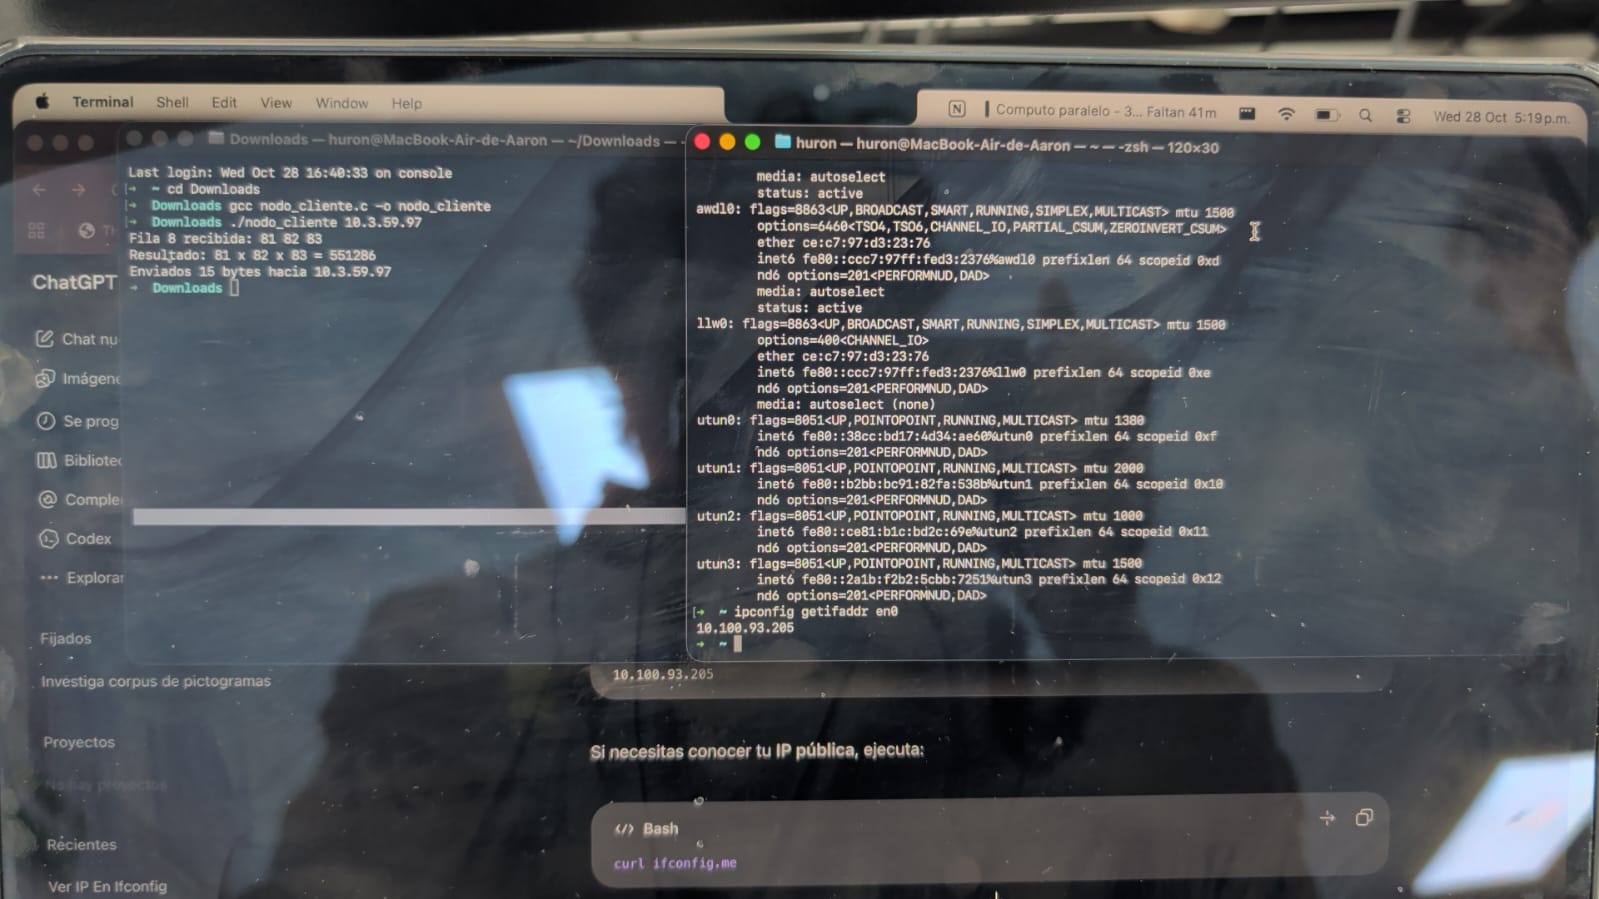 Terminal Shell Edit View Window Help
Computo paralelo - 3... Faltan 41m
Wed 28 Oct 5:19 p.m.
Downloads — huron@MacBook-Air-de-Aaron — ~/Downloads —
Last login: Wed Oct 28 16:40:33 on console
→ ~ cd Downloads
→ Downloads gcc nodo_cliente.c -o nodo_cliente
→ Downloads ./nodo_cliente 10.3.59.97
Fila 8 recibida: 81 82 83
Resultado: 81 x 82 x 83 = 551286
Enviados 15 bytes hacia 10.3.59.97
→ Downloads
huron — huron@MacBook-Air-de-Aaron — ~ — -zsh — 120×30
media: autoselect
status: active
awdl0: flags=8863<UP,BROADCAST,SMART,RUNNING,SIMPLEX,MULTICAST> mtu 1500
options=6460<TSO4,TSO6,CHANNEL_IO,PARTIAL_CSUM,ZEROINVERT_CSUM>
ether ce:c7:97:d3:23:76
inet6 fe80::ccc7:97ff:fed3:2376%awdl0 prefixlen 64 scopeid 0xd
nd6 options=201<PERFORMNUD,DAD>
media: autoselect
status: active
llw0: flags=8863<UP,BROADCAST,SMART,RUNNING,SIMPLEX,MULTICAST> mtu 1500
options=400<CHANNEL_IO>
ether ce:c7:97:d3:23:76
inet6 fe80::ccc7:97ff:fed3:2376%llw0 prefixlen 64 scopeid 0xe
nd6 options=201<PERFORMNUD,DAD>
media: autoselect (none)
utun0: flags=8051<UP,POINTOPOINT,RUNNING,MULTICAST> mtu 1380
inet6 fe80::38cc:bd17:4d34:ae60%utun0 prefixlen 64 scopeid 0xf
nd6 options=201<PERFORMNUD,DAD>
utun1: flags=8051<UP,POINTOPOINT,RUNNING,MULTICAST> mtu 2000
inet6 fe80::b2bb:bc91:82fa:538b%utun1 prefixlen 64 scopeid 0x10
nd6 options=201<PERFORMNUD,DAD>
utun2: flags=8051<UP,POINTOPOINT,RUNNING,MULTICAST> mtu 1000
inet6 fe80::ce81:b1c:bd2c:69e%utun2 prefixlen 64 scopeid 0x11
nd6 options=201<PERFORMNUD,DAD>
utun3: flags=8051<UP,POINTOPOINT,RUNNING,MULTICAST> mtu 1500
inet6 fe80::2a1b:f2b2:5cbb:7251%utun3 prefixlen 64 scopeid 0x12
nd6 options=201<PERFORMNUD,DAD>
→ ~ ipconfig getifaddr en0
10.100.93.205
→ ~
ChatGPT
Chat nu
Imágene
Se prog
Bibliotec
Comple
Codex
Explorar
Fijados
Investiga corpus de pictogramas
Proyectos
No hay proyectos
Recientes
Ver IP En Ifconfig
10.100.93.205
Si necesitas conocer tu IP pública, ejecuta:
</> Bash
curl ifconfig.me